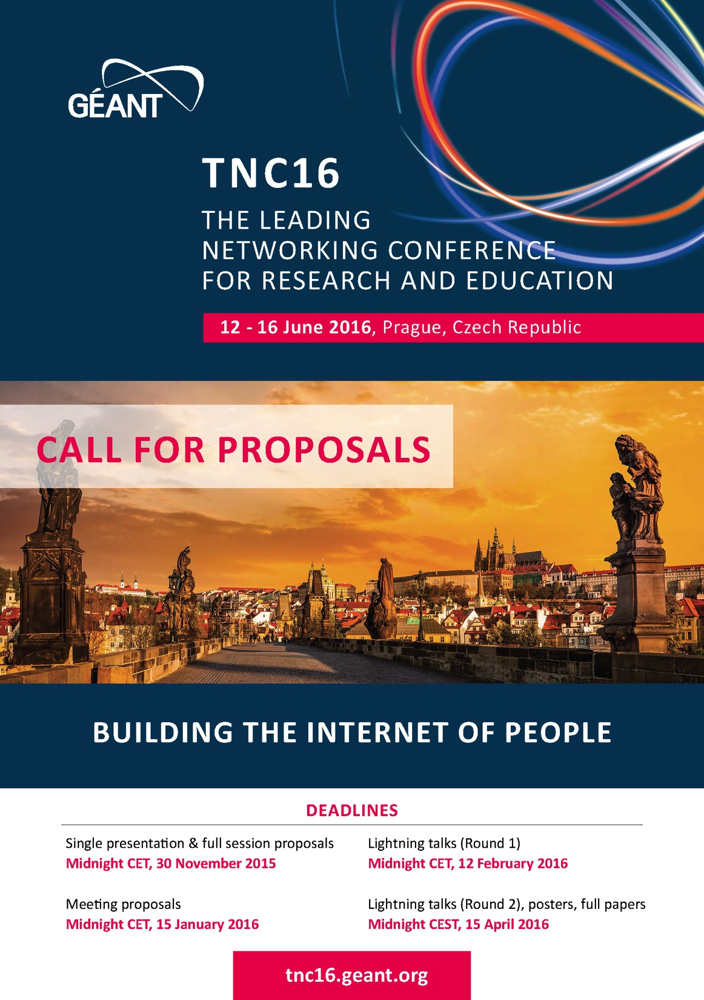 GÉANT
TNC16
THE LEADING
NETWORKING CONFERENCE
FOR RESEARCH AND EDUCATION
12 - 16 June 2016, Prague, Czech Republic
CALL FOR PROPOSALS
BUILDING THE INTERNET OF PEOPLE
DEADLINES
Single presentation & full session proposals
Midnight CET, 30 November 2015
Lightning talks (Round 1)
Midnight CET, 12 February 2016
Meeting proposals
Midnight CET, 15 January 2016
Lightning talks (Round 2), posters, full papers
Midnight CEST, 15 April 2016
tnc16.geant.org